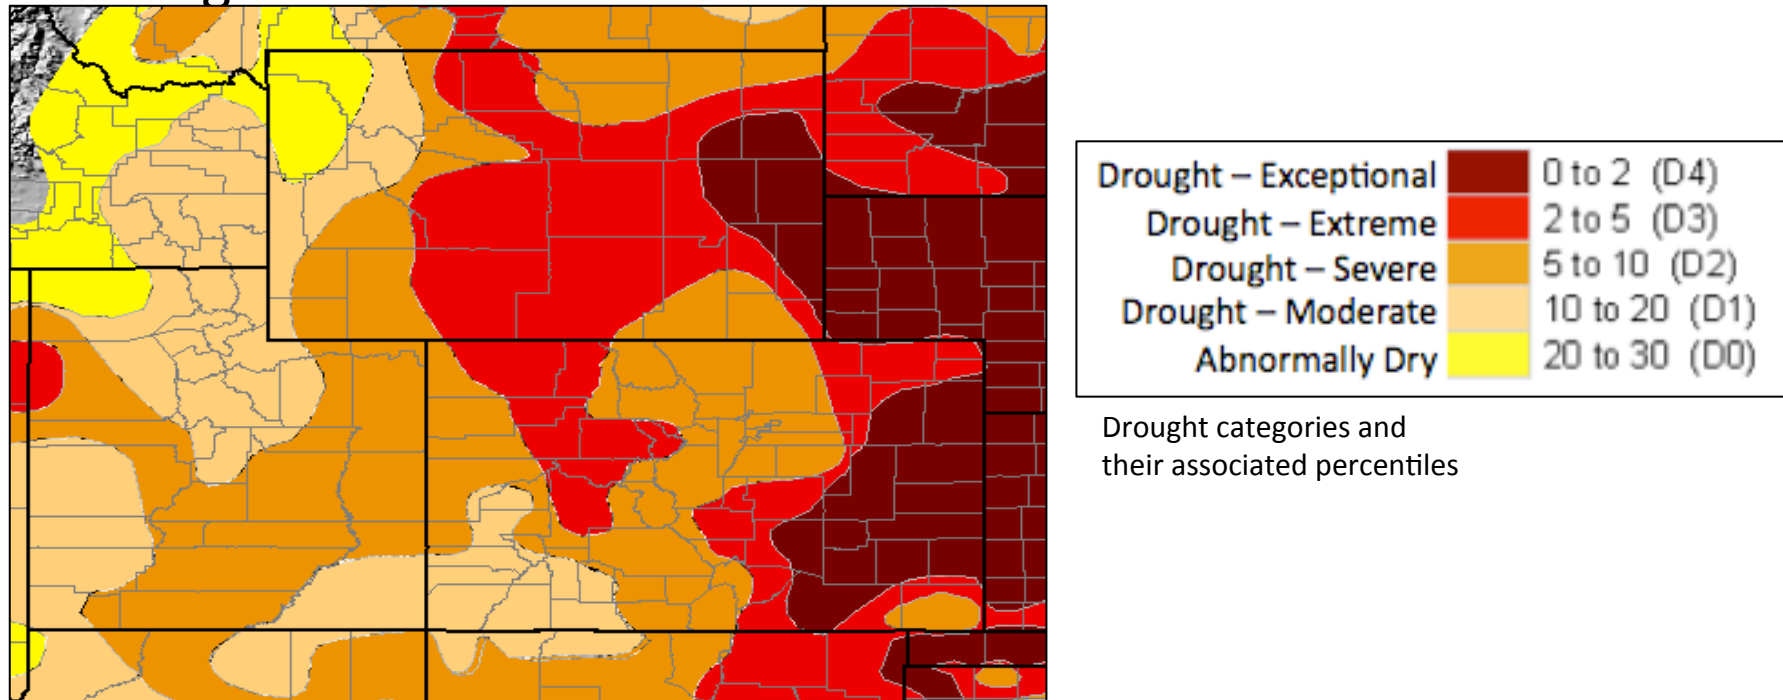 Drought – Exceptional 0 to 2 (D4)
Drought – Extreme 2 to 5 (D3)
Drought – Severe 5 to 10 (D2)
Drought – Moderate 10 to 20 (D1)
Abnormally Dry 20 to 30 (D0)
Drought categories and
their associated percentiles